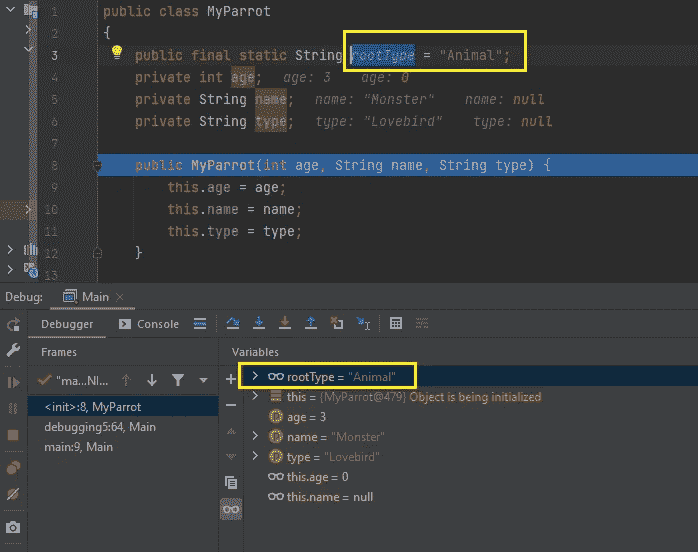 1 public class MyParrot
2 {
3 public final static String rootType = "Animal";
4 private int age; age: 3 age: 0
5 private String name; name: "Monster" name: null
6 private String type; type: "Lovebird" type: null
7
8 public MyParrot(int age, String name, String type) {
9 this.age = age;
10 this.name = name;
11 this.type = type;
12 }
13
Debug: Main ×
Debugger Console
Frames Variables
"ma...NI...
rootType = "Animal"
this = {MyParrot@479} Object is being initialized
<init>:8, MyParrot
age = 3
debugging5:64, Main
name = "Monster"
main:9, Main
type = "Lovebird"
this.age = 0
this.name = null